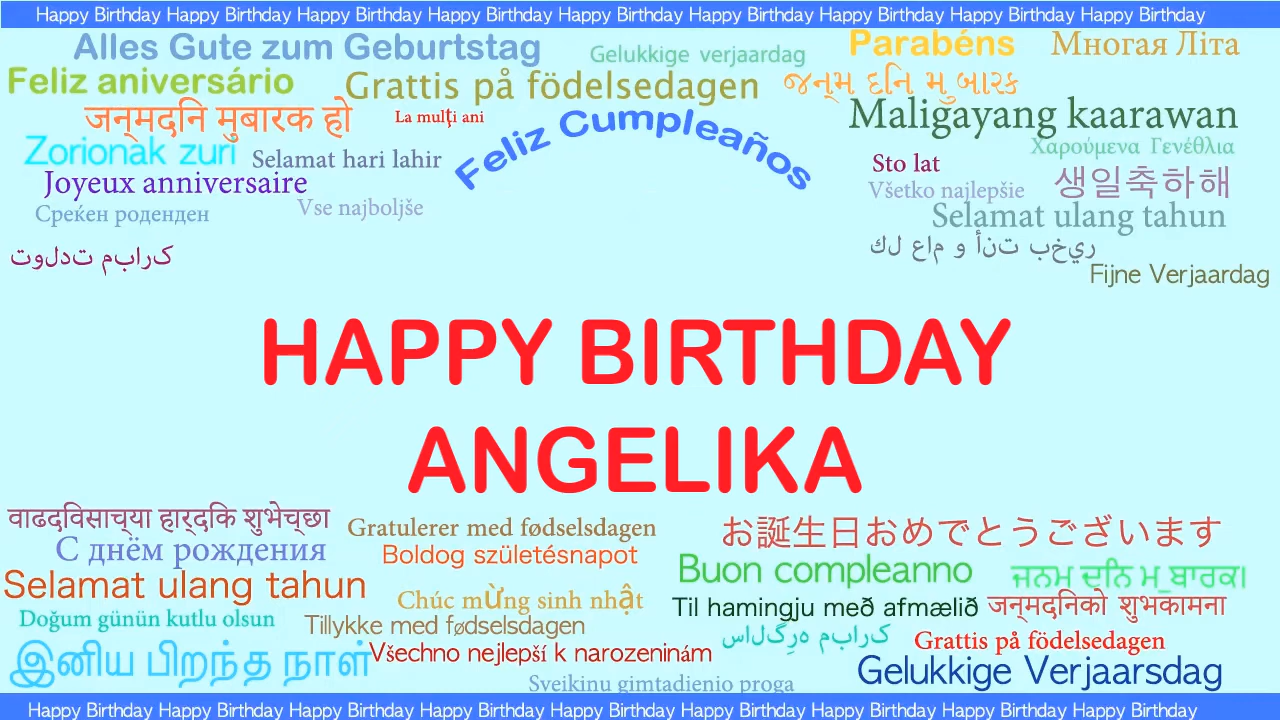 Happy Birthday Happy Birthday Happy Birthday Happy Birthday Happy Birthday Happy Birthday Happy Birthday Happy Birthday Happy Birthday
Alles Gute zum Geburtstag
Gelukkige verjaardag
Parabéns
Многая Літа
Feliz aniversário
Grattis på födelsedagen
જન્મ દિન મુબારક
जन्मदिन मुबारक हो
La mulţi ani
Feliz Cumpleaños
Maligayang kaarawan
Zorionak zuri
Selamat hari lahir
Χαρούμενα Γενέθλια
Sto lat
Joyeux anniversaire
Všetko najlepšie
생일축하해
Среќен роденден
Vse najboljše
Selamat ulang tahun
تولدت مبارک
كل عام و أنت بخير
Fijne Verjaardag
HAPPY BIRTHDAY
ANGELIKA
वाढदिवसाच्या हार्दिक शुभेच्छा
Gratulerer med fødselsdagen
お誕生日おめでとうございます
С днём рождения
Boldog születésnapot
Buon compleanno
ਜਨਮ ਦਿਨ ਮੁਬਾਰਕ।
Selamat ulang tahun
Chúc mừng sinh nhật
Til hamingju með afmælið
जन्मदिनको शुभकामना
Doğum günün kutlu olsun
Tillykke med fødselsdagen
سالگرہ مبارک
Grattis på födelsedagen
இனிய பிறந்த நாள்
Všechno nejlepší k narozeninám
Gelukkige Verjaarsdag
Sveikinu gimtadienio proga
Happy Birthday Happy Birthday Happy Birthday Happy Birthday Happy Birthday Happy Birthday Happy Birthday Happy Birthday Happy Birthday